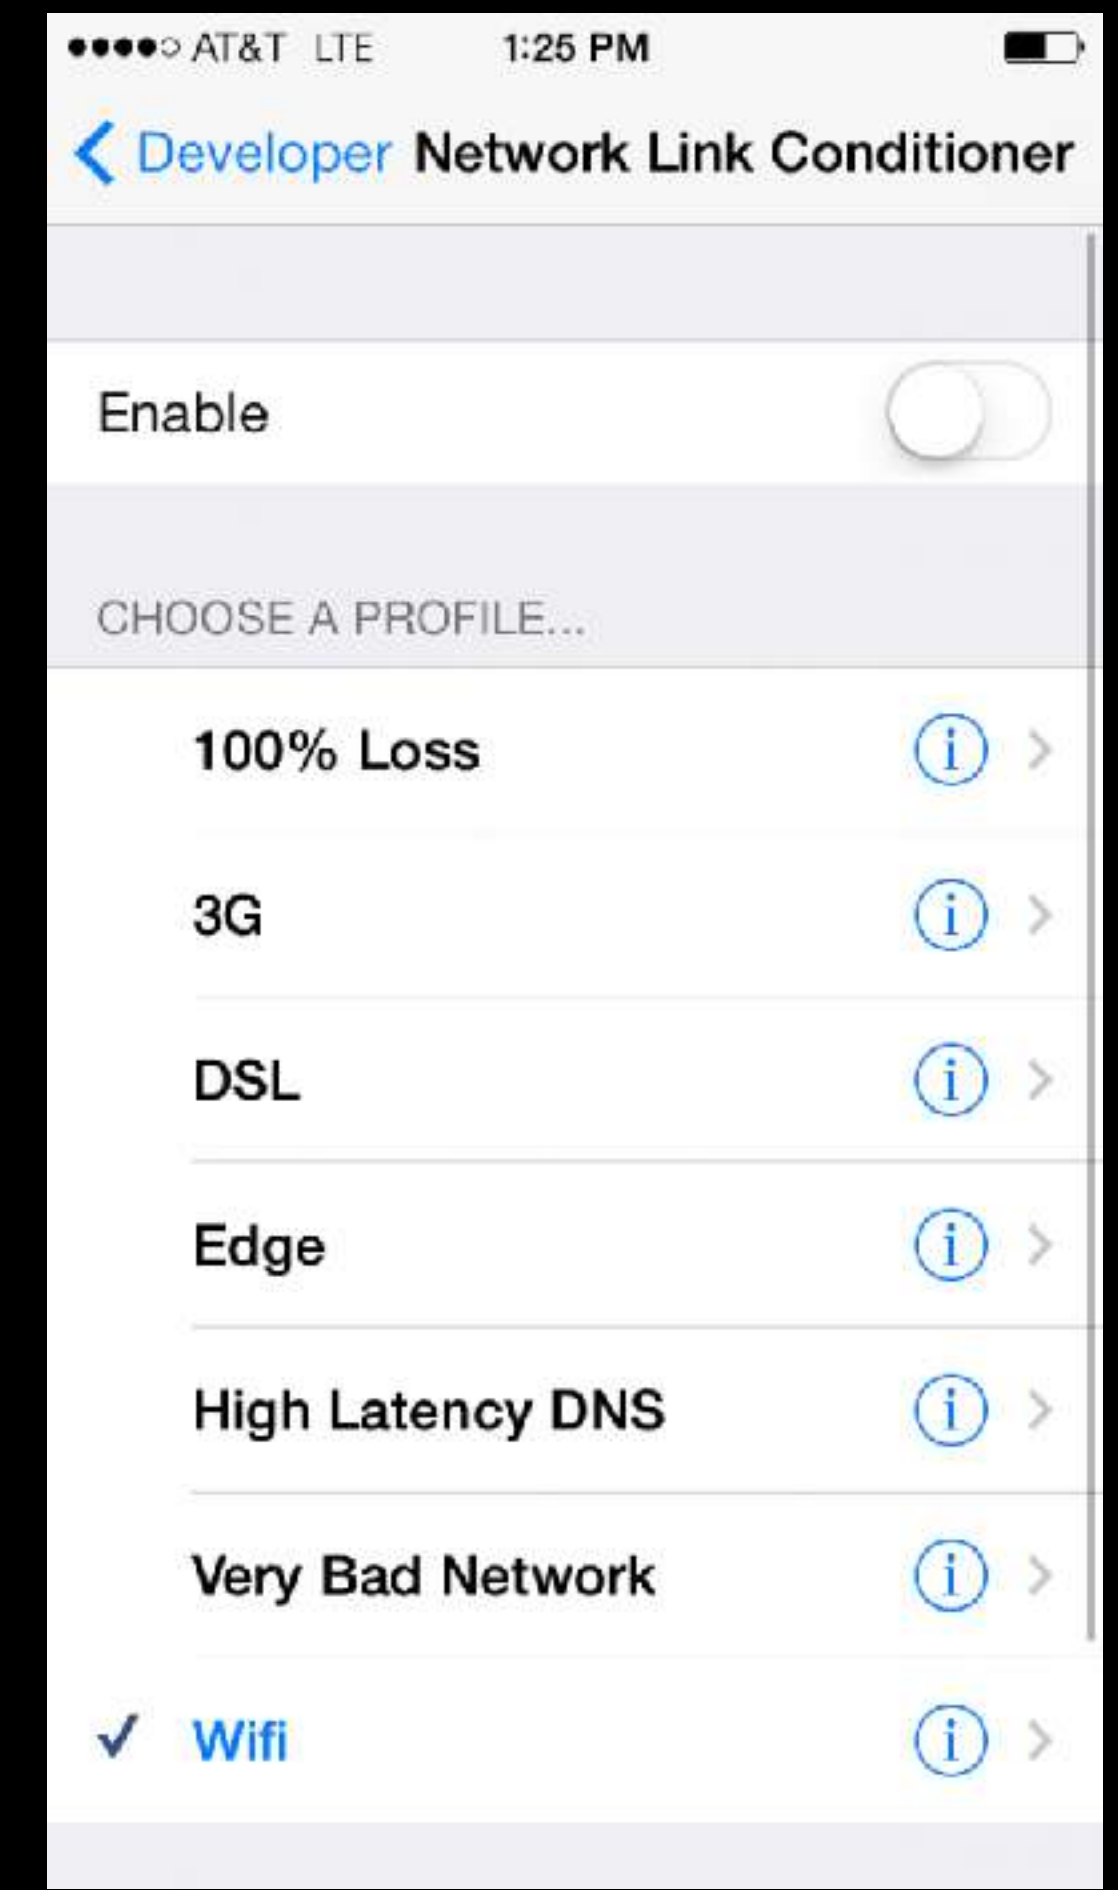 AT&T LTE 1:25 PM
Developer Network Link Conditioner
Enable
CHOOSE A PROFILE...
100% Loss
3G
DSL
Edge
High Latency DNS
Very Bad Network
Wifi